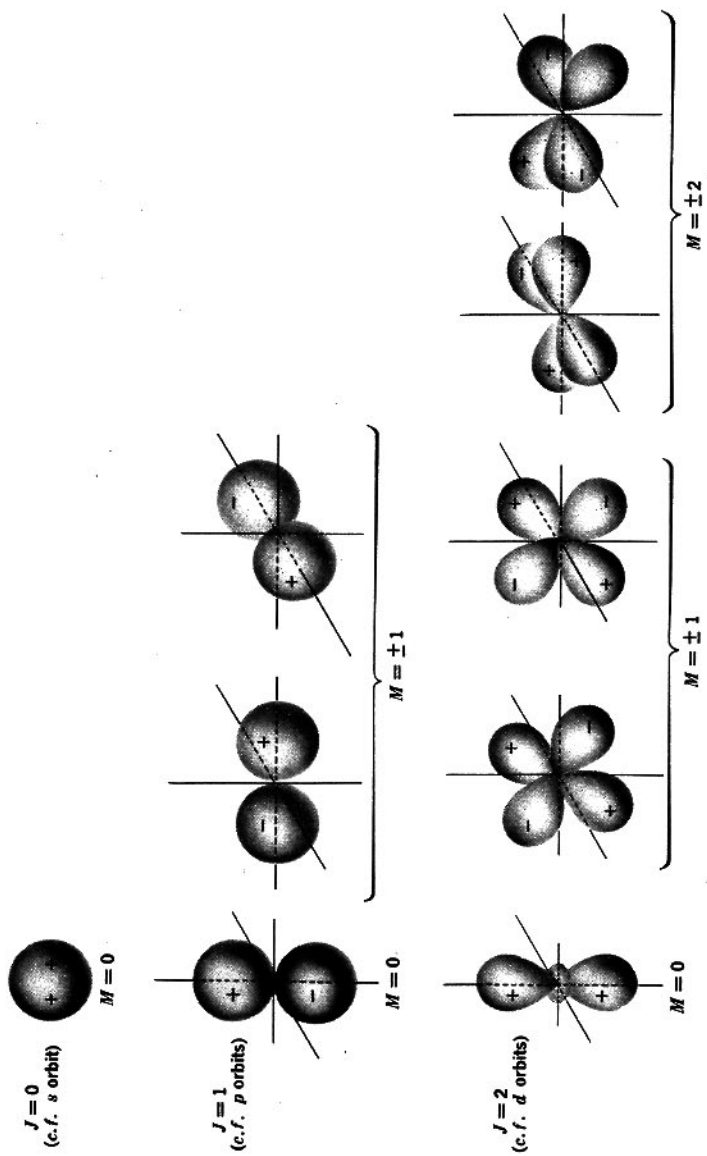 J = 0
(c.f. s orbit)
+ +
M = 0
J = 1
(c.f. p orbits)
+
−
M = 0
− +
− +
M = ±1
J = 2
(c.f. d orbits)
+
+
M = 0
− +
+ −
− +
+ −
M = ±1
+ − +
+ − −
M = ±2